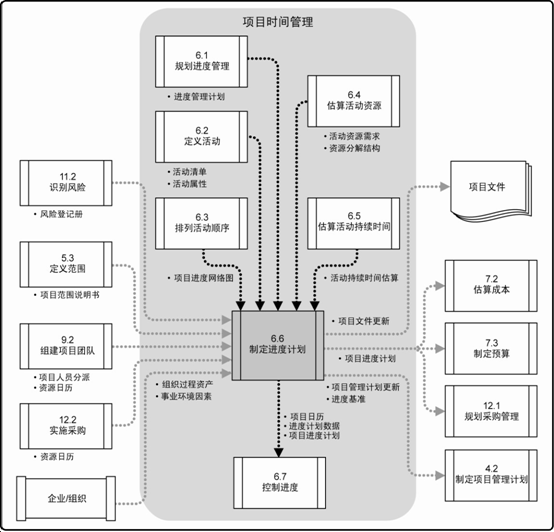 项目时间管理
6.1
规划进度管理
• 进度管理计划
6.4
估算活动资源
• 活动资源需求
• 资源分解结构
6.2
定义活动
• 活动清单
• 活动属性
11.2
识别风险
• 风险登记册
项目文件
6.3
排列活动顺序
• 项目进度网络图
6.5
估算活动持续时间
• 活动持续时间估算
5.3
定义范围
• 项目范围说明书
7.2
估算成本
6.6
制定进度计划
• 项目文件更新
• 项目进度计划
• 项目管理计划更新
• 进度基准
9.2
组建项目团队
• 项目人员分派
• 资源日历
7.3
制定预算
• 组织过程资产
• 事业环境因素
12.2
实施采购
• 资源日历
12.1
规划采购管理
• 项目日历
• 进度计划数据
• 项目进度计划
6.7
控制进度
4.2
制定项目管理计划
企业/组织